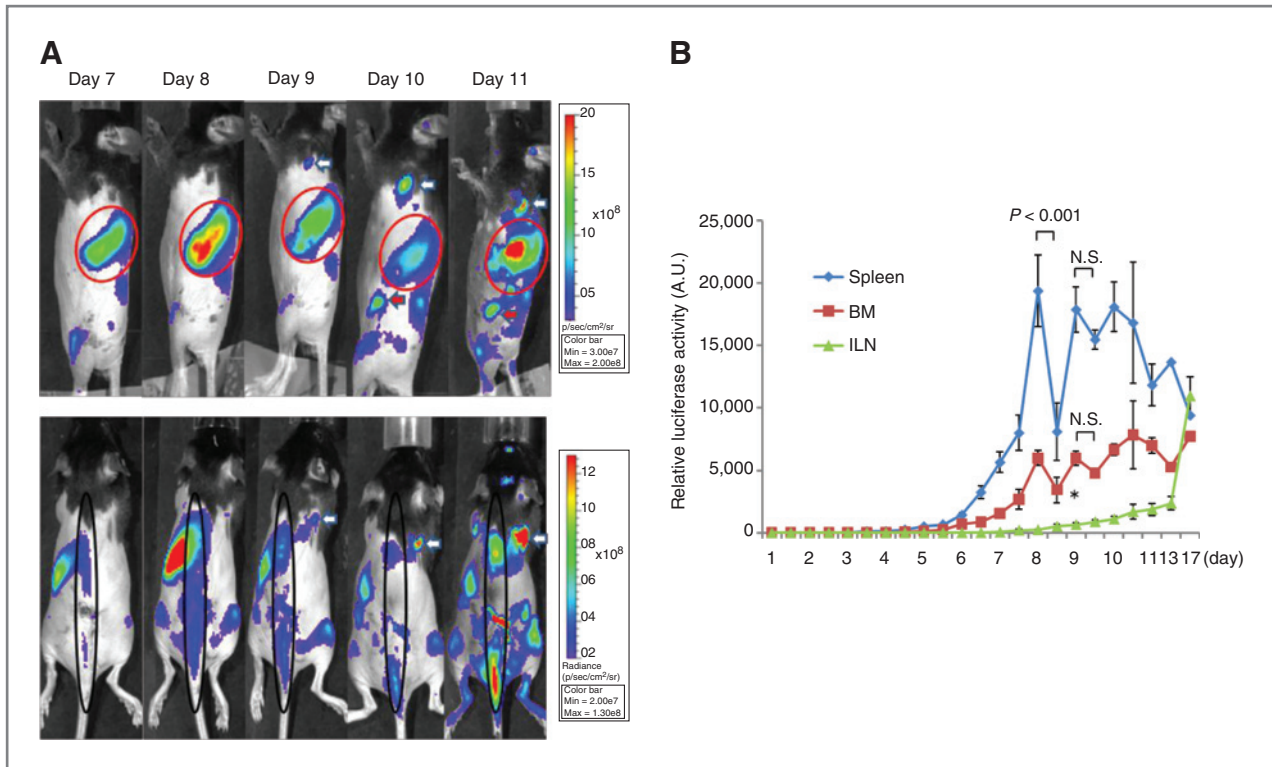 A
Day 7 Day 8 Day 9 Day 10 Day 11
20
15
x10⁸
10
05
p/sec/cm²/sr
Color bar
Min = 3.00e7
Max = 2.00e8
12
10
08
x10⁸
06
04
02
Radiance
(p/sec/cm²/sr)
Color bar
Min = 2.00e7
Max = 1.30e8
B
Relative luciferase activity (A.U.)
25,000
20,000
15,000
10,000
5,000
0
P < 0.001
N.S.
N.S.
*
Spleen
BM
ILN
1 2 3 4 5 6 7 8 9 10 11 13 17 (day)